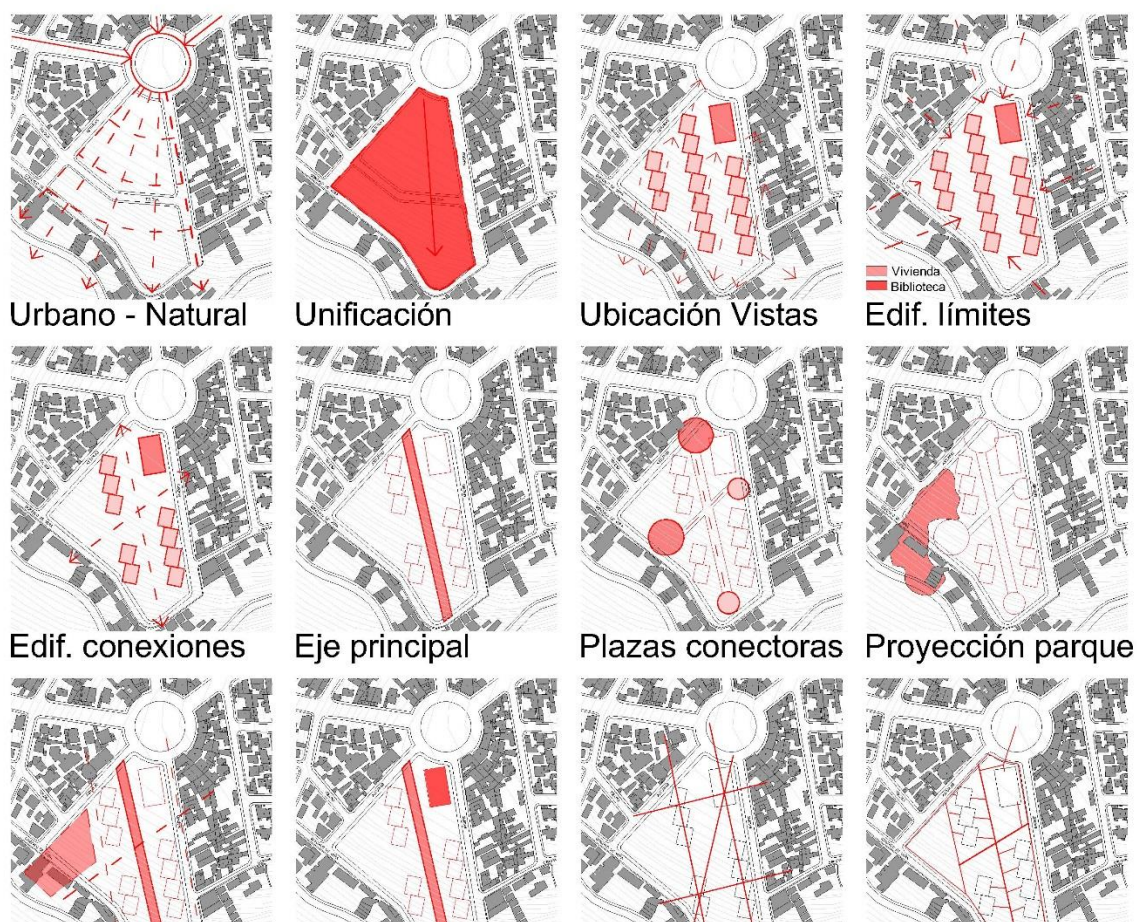 Vivienda
Biblioteca
Urbano - Natural
Unificación
Ubicación Vistas
Edif. límites
Edif. conexiones
Eje principal
Plazas conectoras
Proyección parque